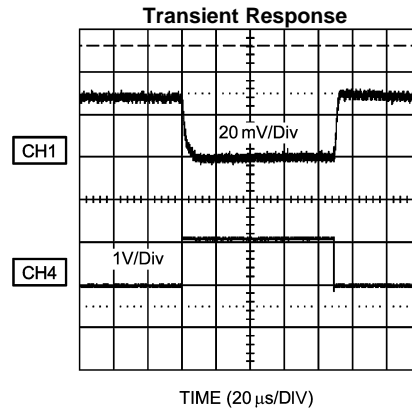 Transient Response
20 mV/Div
CH1
1V/Div
CH4
TIME (20 μs/DIV)